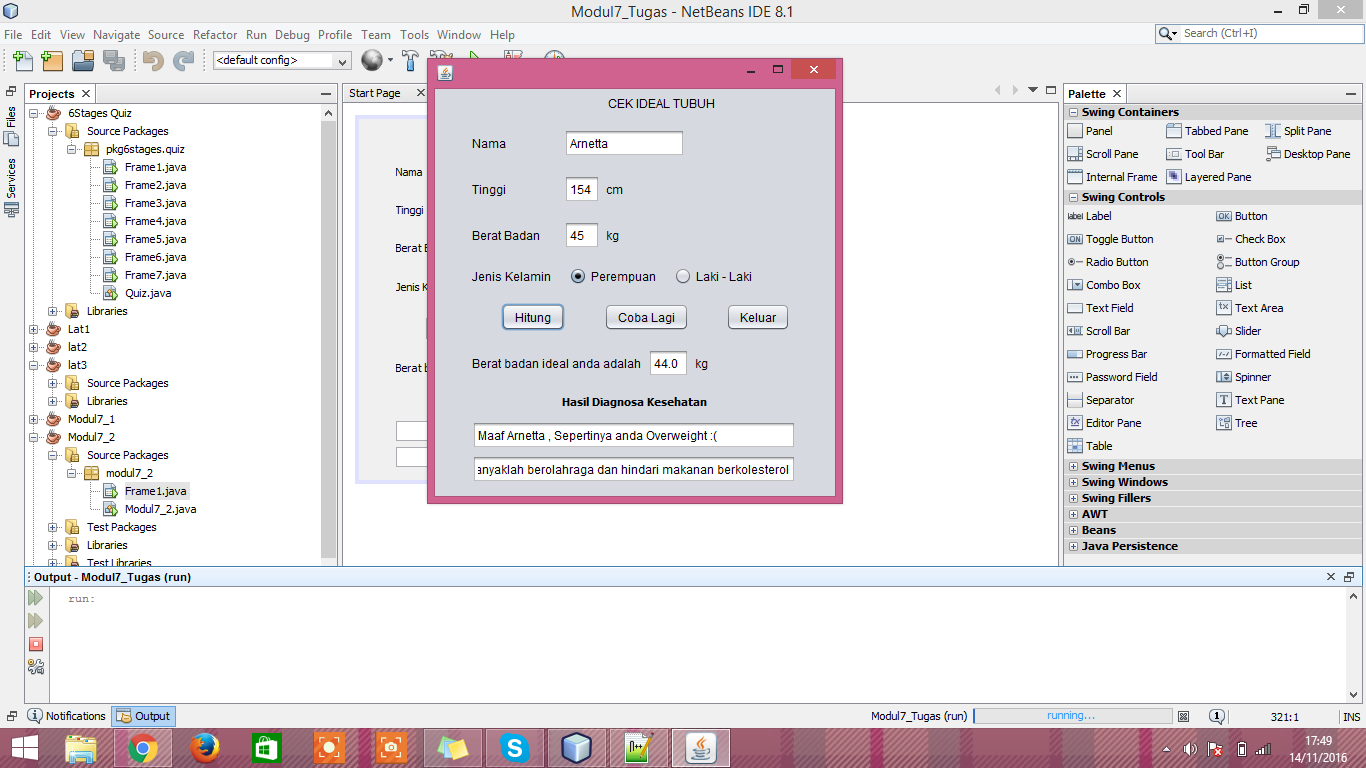 Modul7_Tugas - NetBeans IDE 8.1
File Edit View Navigate Source Refactor Run Debug Profile Team Tools Window Help
Search (Ctrl+I)
<default config>
Files
Services
Projects
6Stages Quiz
Source Packages
pkg6stages.quiz
Frame1.java
Frame2.java
Frame3.java
Frame4.java
Frame5.java
Frame6.java
Frame7.java
Quiz.java
Libraries
Lat1
lat2
lat3
Source Packages
Libraries
Modul7_1
Modul7_2
Source Packages
modul7_2
Frame1.java
Modul7_2.java
Test Packages
Libraries
Test Libraries
Start Page
Nama
Tinggi
Berat B
Jenis K
Berat b
CEK IDEAL TUBUH
Nama Arnetta
Tinggi 154 cm
Berat Badan 45 kg
Jenis Kelamin Perempuan Laki - Laki
Hitung Coba Lagi Keluar
Berat badan ideal anda adalah 44.0 kg
Hasil Diagnosa Kesehatan
Maaf Arnetta , Sepertinya anda Overweight :(
anyaklah berolahraga dan hindari makanan berkolesterol
Palette
Swing Containers
Panel Tabbed Pane Split Pane
Scroll Pane Tool Bar Desktop Pane
Internal Frame Layered Pane
Swing Controls
label Label OK Button
ON Toggle Button Check Box
Radio Button Button Group
Combo Box List
Text Field Text Area
Scroll Bar Slider
Progress Bar Formatted Field
Password Field Spinner
Separator T Text Pane
Editor Pane Tree
Table
Swing Menus
Swing Windows
Swing Fillers
AWT
Beans
Java Persistence
Output - Modul7_Tugas (run)
run:
Notifications Output
Modul7_Tugas (run) running... 1 321:1 INS
17:49
14/11/2016